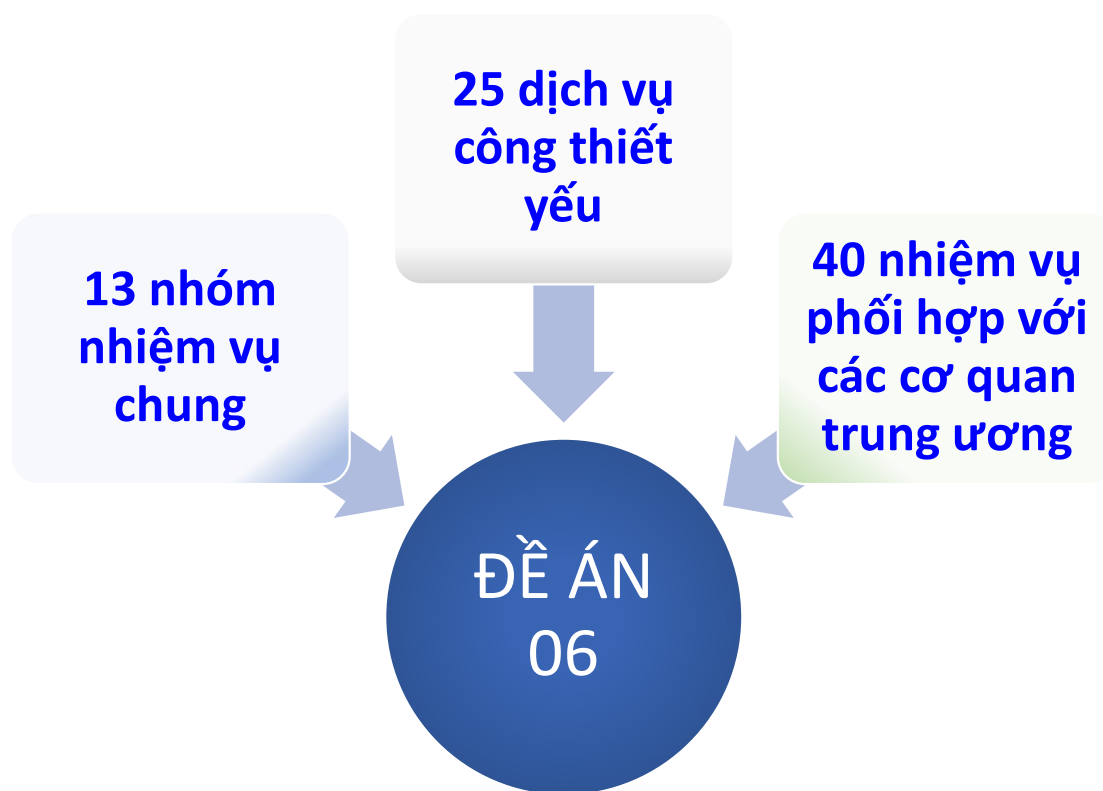 25 dịch vụ
công thiết
yếu
13 nhóm
nhiệm vụ
chung
40 nhiệm vụ
phối hợp với
các cơ quan
trung ương
ĐỀ ÁN
06